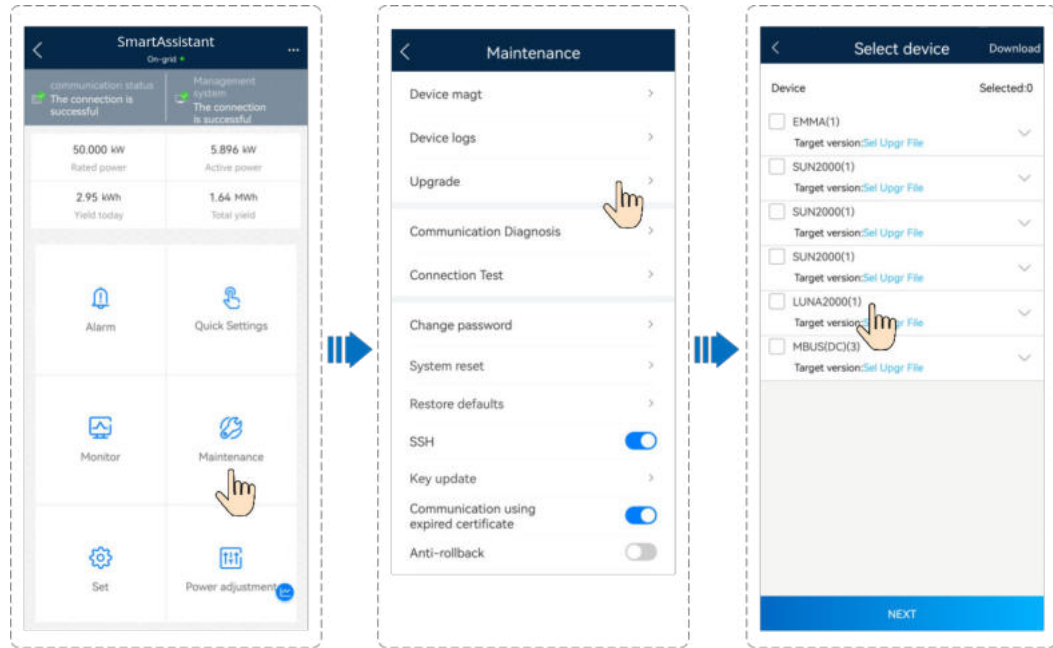 SmartAssistant
...
On-grid
communication status
The connection is
successful
Management
system
The connection
is successful
50.000 kW
Rated power
5.896 kW
Active power
2.95 kWh
Yield today
1.64 MWh
Total yield
Alarm
Quick Settings
Monitor
Maintenance
Set
Power adjustment
Maintenance
Device magt
Device logs
Upgrade
Communication Diagnosis
Connection Test
Change password
System reset
Restore defaults
SSH
Key update
Communication using
expired certificate
Anti-rollback
Select device
Download
Device
Selected:0
EMMA(1)
Target version:Sel Upgr File
SUN2000(1)
Target version:Sel Upgr File
SUN2000(1)
Target version:Sel Upgr File
SUN2000(1)
Target version:Sel Upgr File
LUNA2000(1)
Target version File
MBUS(DC)(3)
Target version:Sel Upgr File
NEXT